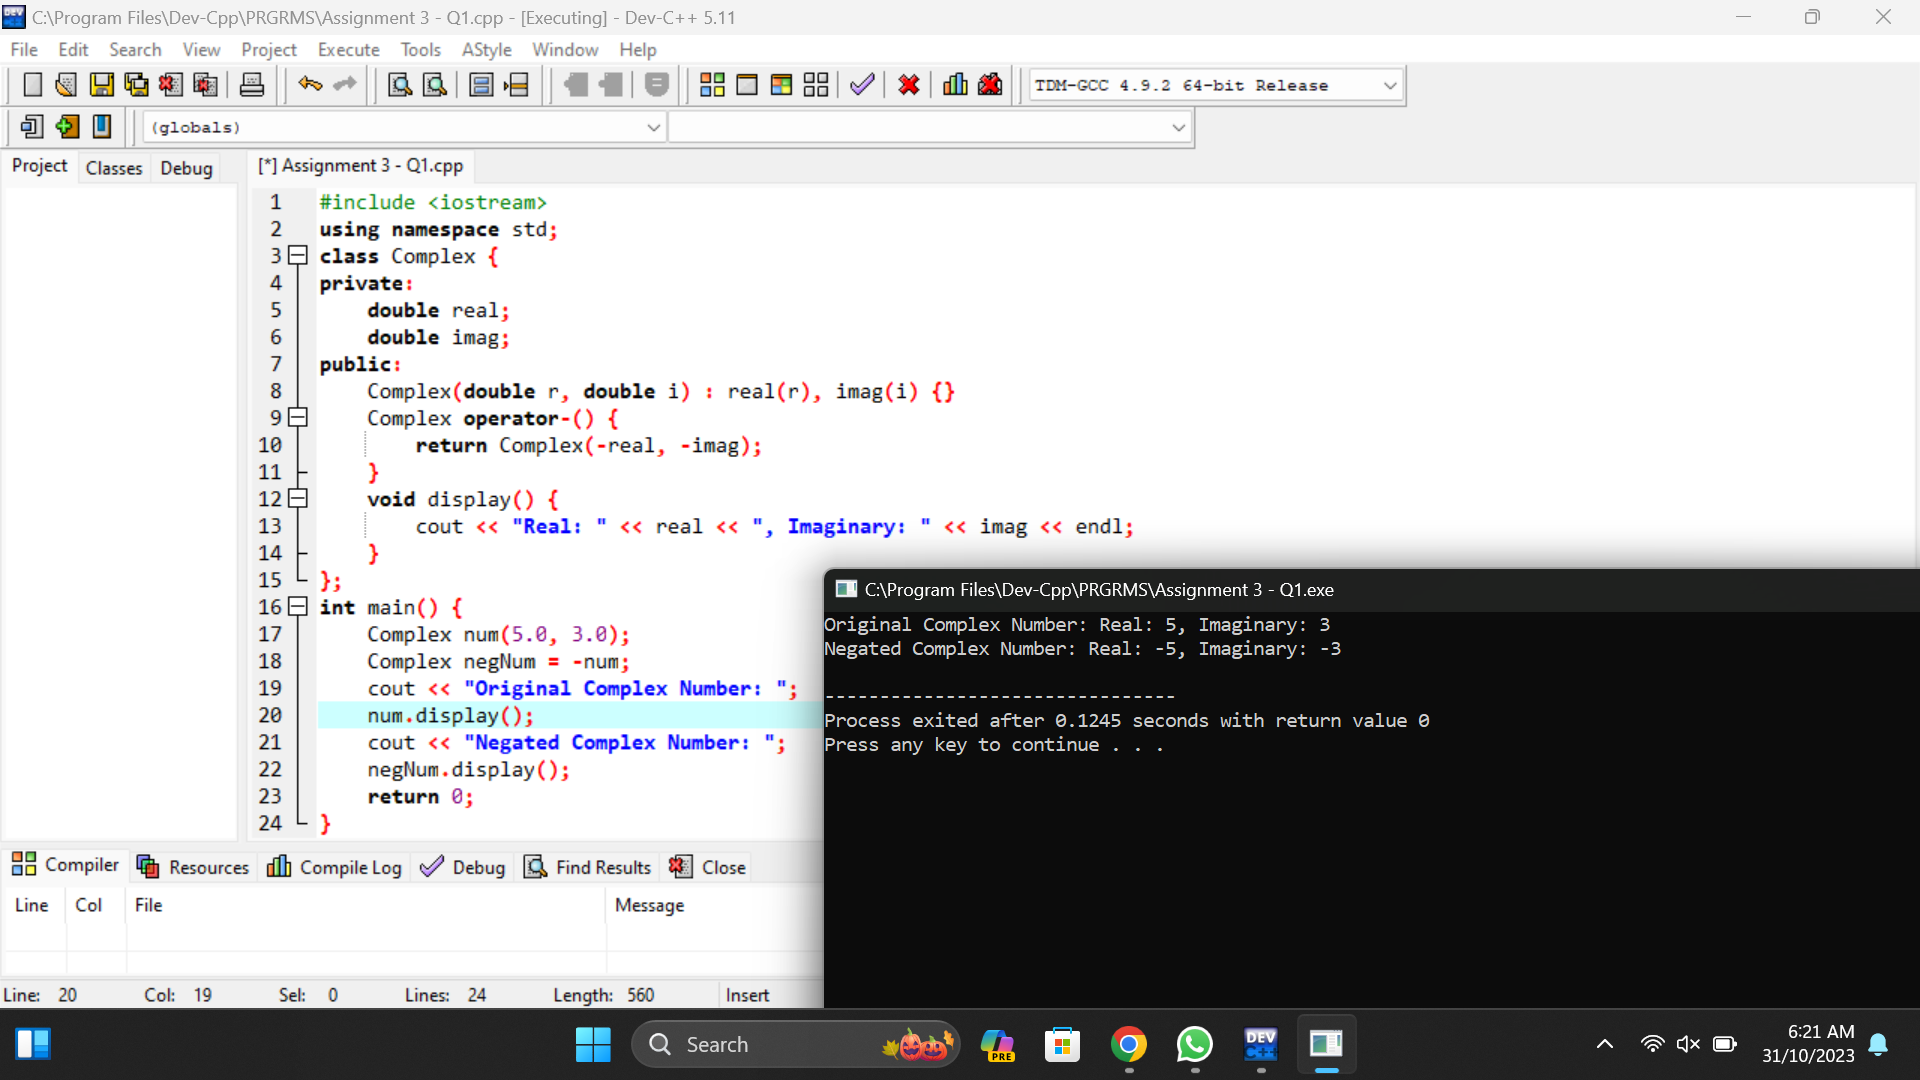 C:\Program Files\Dev-Cpp\PRGRMS\Assignment 3 - Q1.cpp - [Executing] - Dev-C++ 5.11
File Edit Search View Project Execute Tools AStyle Window Help
TDM-GCC 4.9.2 64-bit Release
(globals)
Project Classes Debug
[*] Assignment 3 - Q1.cpp
1 #include <iostream>
2 using namespace std;
3 class Complex {
4 private:
5     double real;
6     double imag;
7 public:
8     Complex(double r, double i) : real(r), imag(i) {}
9     Complex operator-() {
10         return Complex(-real, -imag);
11     }
12     void display() {
13         cout << "Real: " << real << ", Imaginary: " << imag << endl;
14     }
15 };
16 int main() {
17     Complex num(5.0, 3.0);
18     Complex negNum = -num;
19     cout << "Original Complex Number: ";
20     num.display();
21     cout << "Negated Complex Number: ";
22     negNum.display();
23     return 0;
24 }
C:\Program Files\Dev-Cpp\PRGRMS\Assignment 3 - Q1.exe
Original Complex Number: Real: 5, Imaginary: 3
Negated Complex Number: Real: -5, Imaginary: -3
--------------------------------
Process exited after 0.1245 seconds with return value 0
Press any key to continue . . .
Compiler Resources Compile Log Debug Find Results Close
Line Col File Message
Line: 20 Col: 19 Sel: 0 Lines: 24 Length: 560 Insert
Search
PRE
DEV C++
6:21 AM
31/10/2023